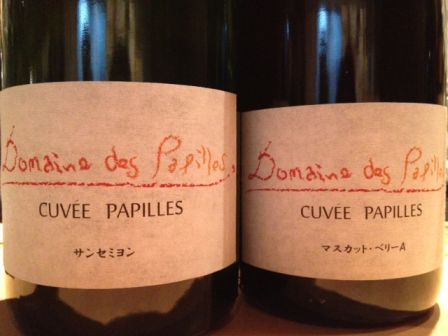 Domaine des Papilles
CUVÉE PAPILLES
サンセミヨン
Domaine des Papilles
CUVÉE PAPILLES
マスカット・ベリーA